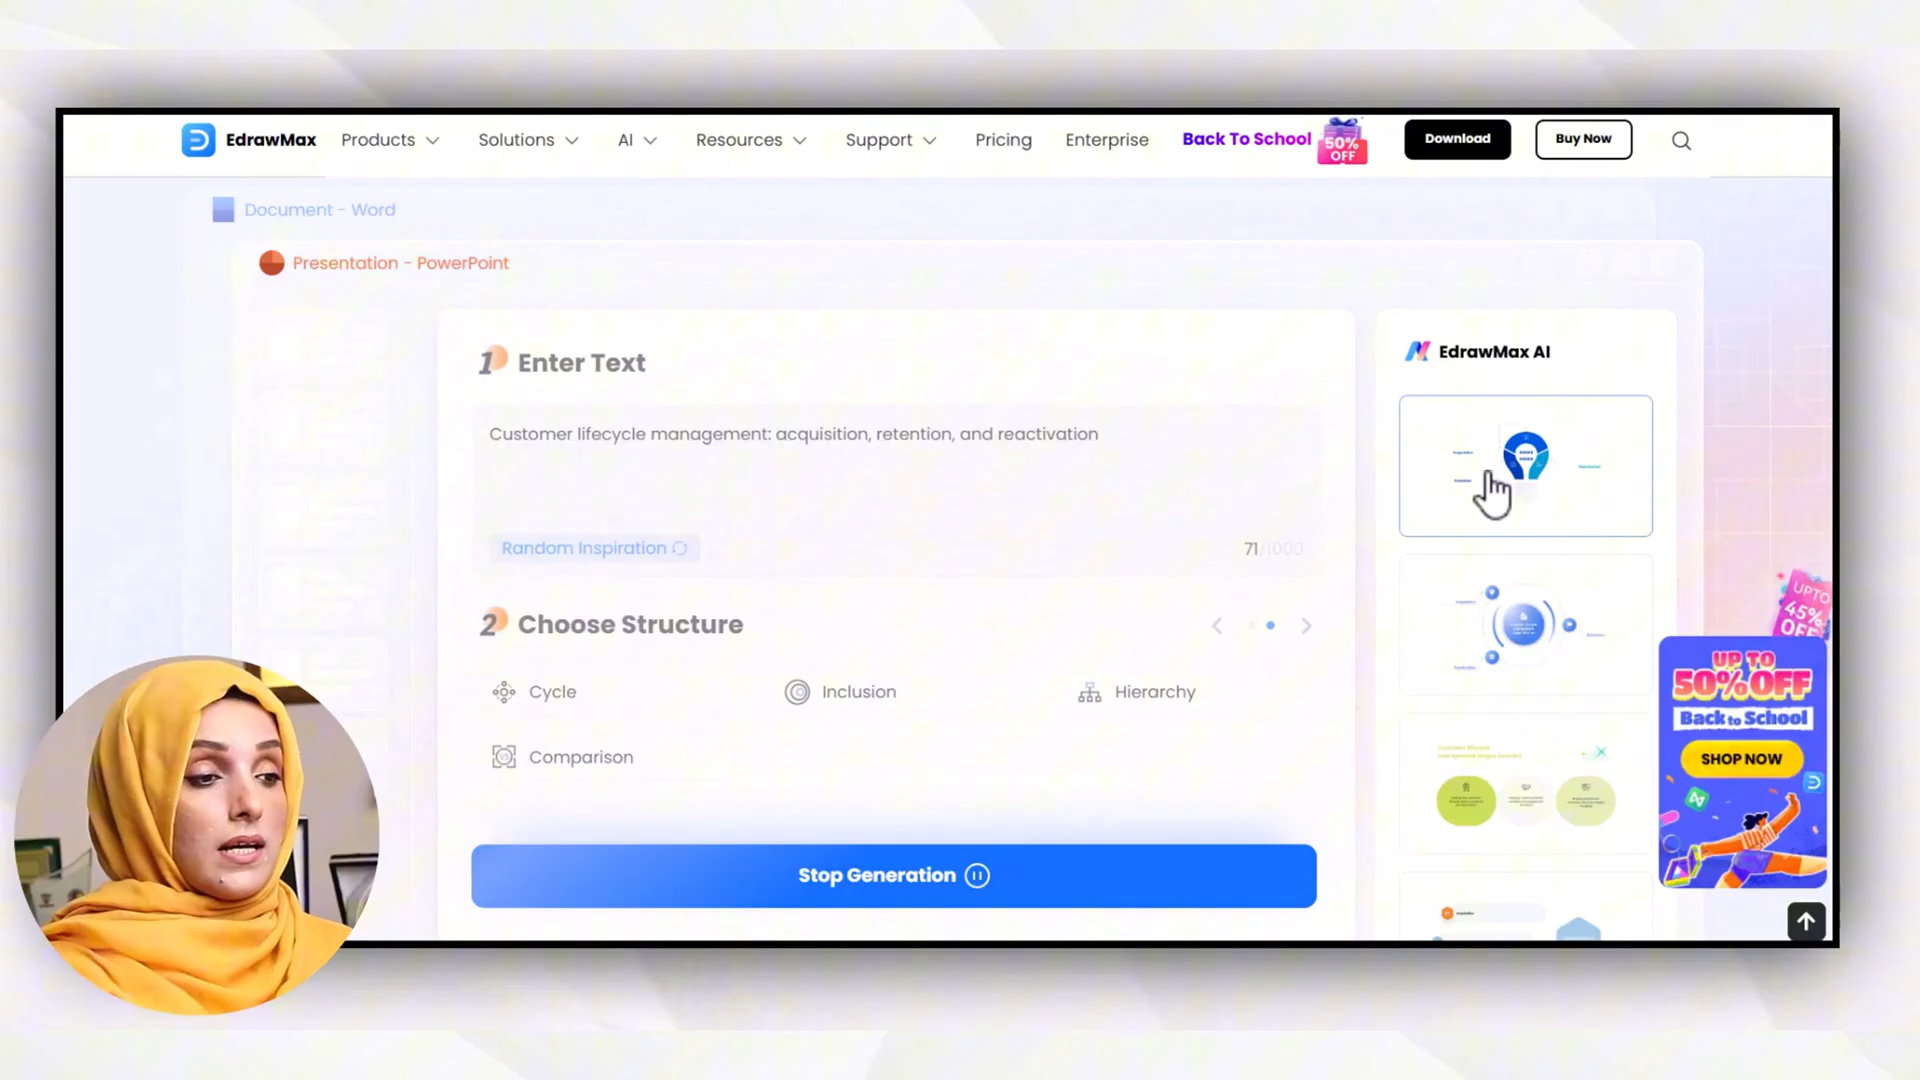 EdrawMax
Products
Solutions
AI
Resources
Support
Pricing
Enterprise
Back To School
50%
OFF
Download
Buy Now
Document - Word
Presentation - PowerPoint
1 Enter Text
Customer lifecycle management: acquisition, retention, and reactivation
Random Inspiration
71/1000
2 Choose Structure
Cycle
Inclusion
Hierarchy
Comparison
Stop Generation
EdrawMax AI
UPTO
45%
OFF
UP TO
50%OFF
Back to School
SHOP NOW